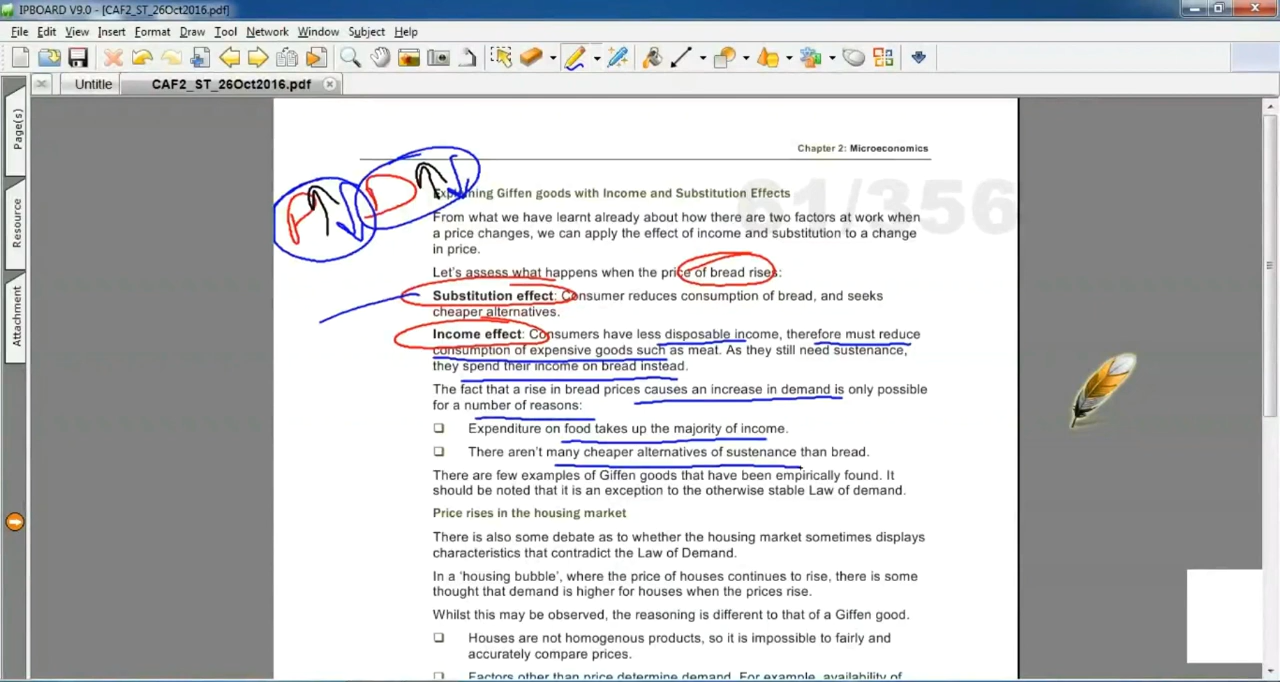 IPBOARD V9.0 - [CAF2_ST_26Oct2016.pdf]
File Edit View Insert Format Draw Tool Network Window Subject Help
Untitle CAF2_ST_26Oct2016.pdf
Page(s)
Resource
Attachment
Chapter 2: Microeconomics
P D
61/356
Explaining Giffen goods with Income and Substitution Effects
From what we have learnt already about how there are two factors at work when
a price changes, we can apply the effect of income and substitution to a change
in price.
Let's assess what happens when the price of bread rises:
Substitution effect: Consumer reduces consumption of bread, and seeks
cheaper alternatives.
Income effect: Consumers have less disposable income, therefore must reduce
consumption of expensive goods such as meat. As they still need sustenance,
they spend their income on bread instead.
The fact that a rise in bread prices causes an increase in demand is only possible
for a number of reasons:
Expenditure on food takes up the majority of income.
There aren't many cheaper alternatives of sustenance than bread.
There are few examples of Giffen goods that have been empirically found. It
should be noted that it is an exception to the otherwise stable Law of demand.
Price rises in the housing market
There is also some debate as to whether the housing market sometimes displays
characteristics that contradict the Law of Demand.
In a 'housing bubble', where the price of houses continues to rise, there is some
thought that demand is higher for houses when the prices rise.
Whilst this may be observed, the reasoning is different to that of a Giffen good.
Houses are not homogenous products, so it is impossible to fairly and
accurately compare prices.
Factors other than price determine demand. For example, availability of